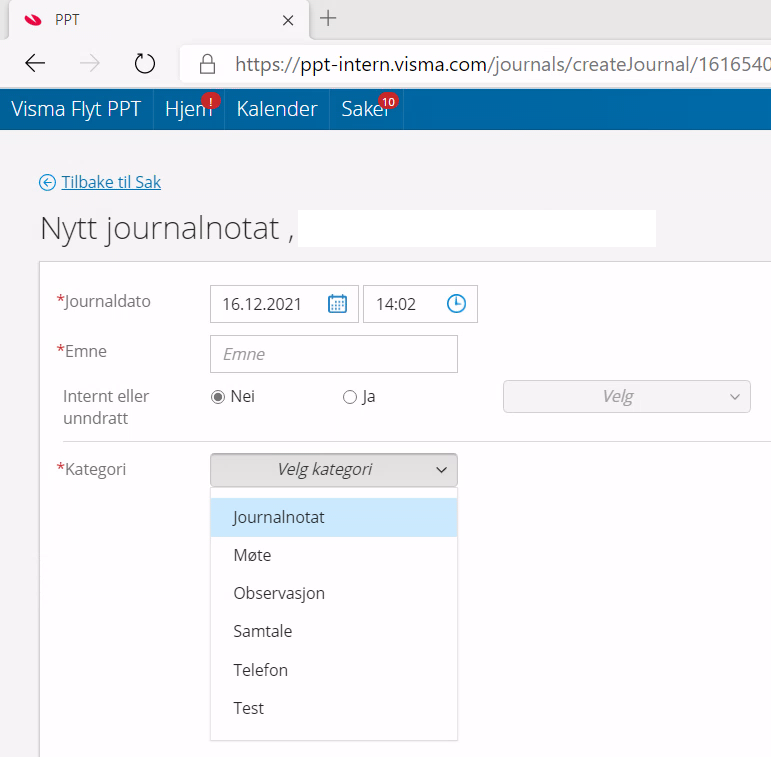 PPT
https://ppt-intern.visma.com/journals/createJournal/1616540
Visma Flyt PPT Hjem ! Kalender Saker 10
Tilbake til Sak
Nytt journalnotat ,
*Journaldato 16.12.2021 14:02
*Emne Emne
Internt eller unndratt Nei Ja Velg
*Kategori Velg kategori
Journalnotat
Møte
Observasjon
Samtale
Telefon
Test